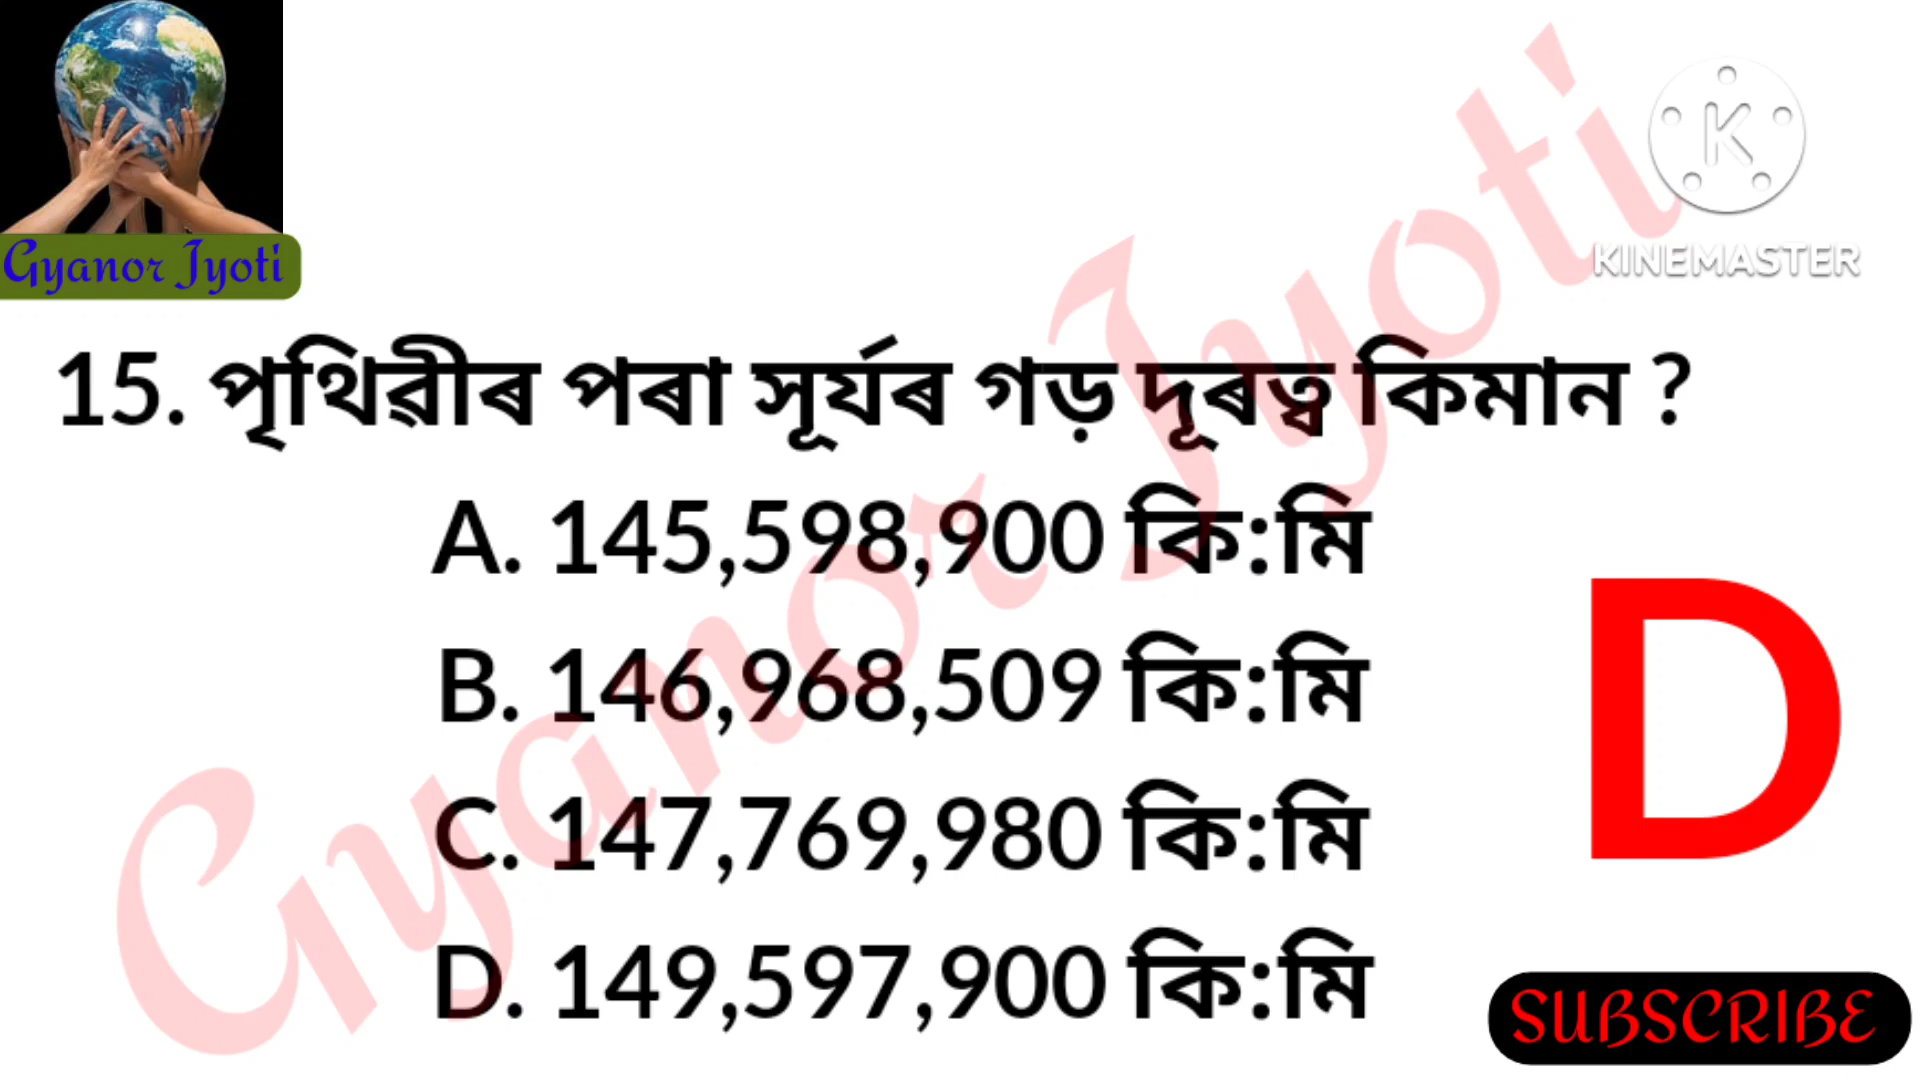 Gyanor Jyoti
KINEMASTER
15. পৃথিৱীৰ পৰা সূৰ্যৰ গড় দূৰত্ব কিমান ?
A. 145,598,900 কি:মি
B. 146,968,509 কি:মি
C. 147,769,980 কি:মি
D. 149,597,900 কি:মি
D
SUBSCRIBE
Gyanor Jyoti